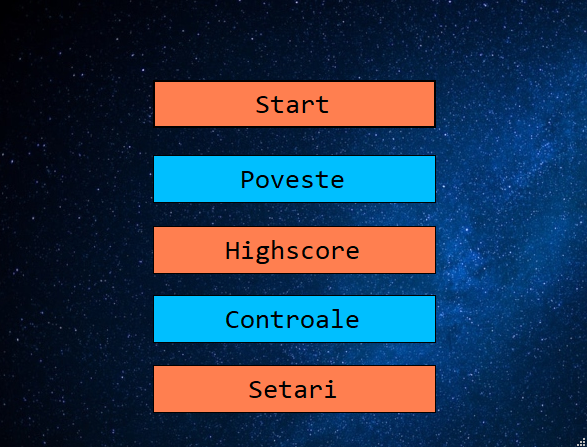 Start
Poveste
Highscore
Controale
Setari